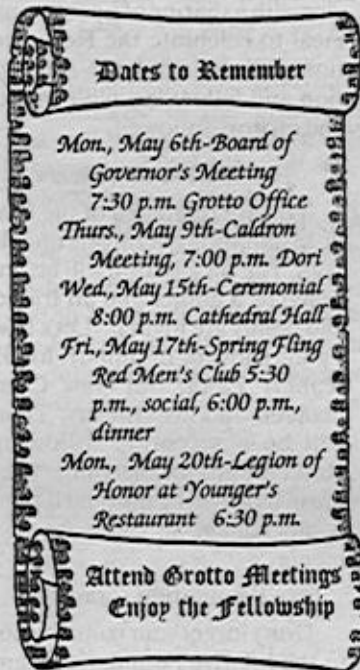 Dates to Remember
Mon., May 6th-Board of
Governor's Meeting
7:30 p.m. Grotto Office
Thurs., May 9th-Caldron
Meeting, 7:00 p.m. Dori
Wed., May 15th-Ceremonial
8:00 p.m. Cathedral Hall
Fri., May 17th-Spring Fling
Red Men's Club 5:30
p.m., social, 6:00 p.m.,
dinner
Mon., May 20th-Legion of
Honor at Younger's
Restaurant 6:30 p.m.
Attend Grotto Meetings
Enjoy the Fellowship